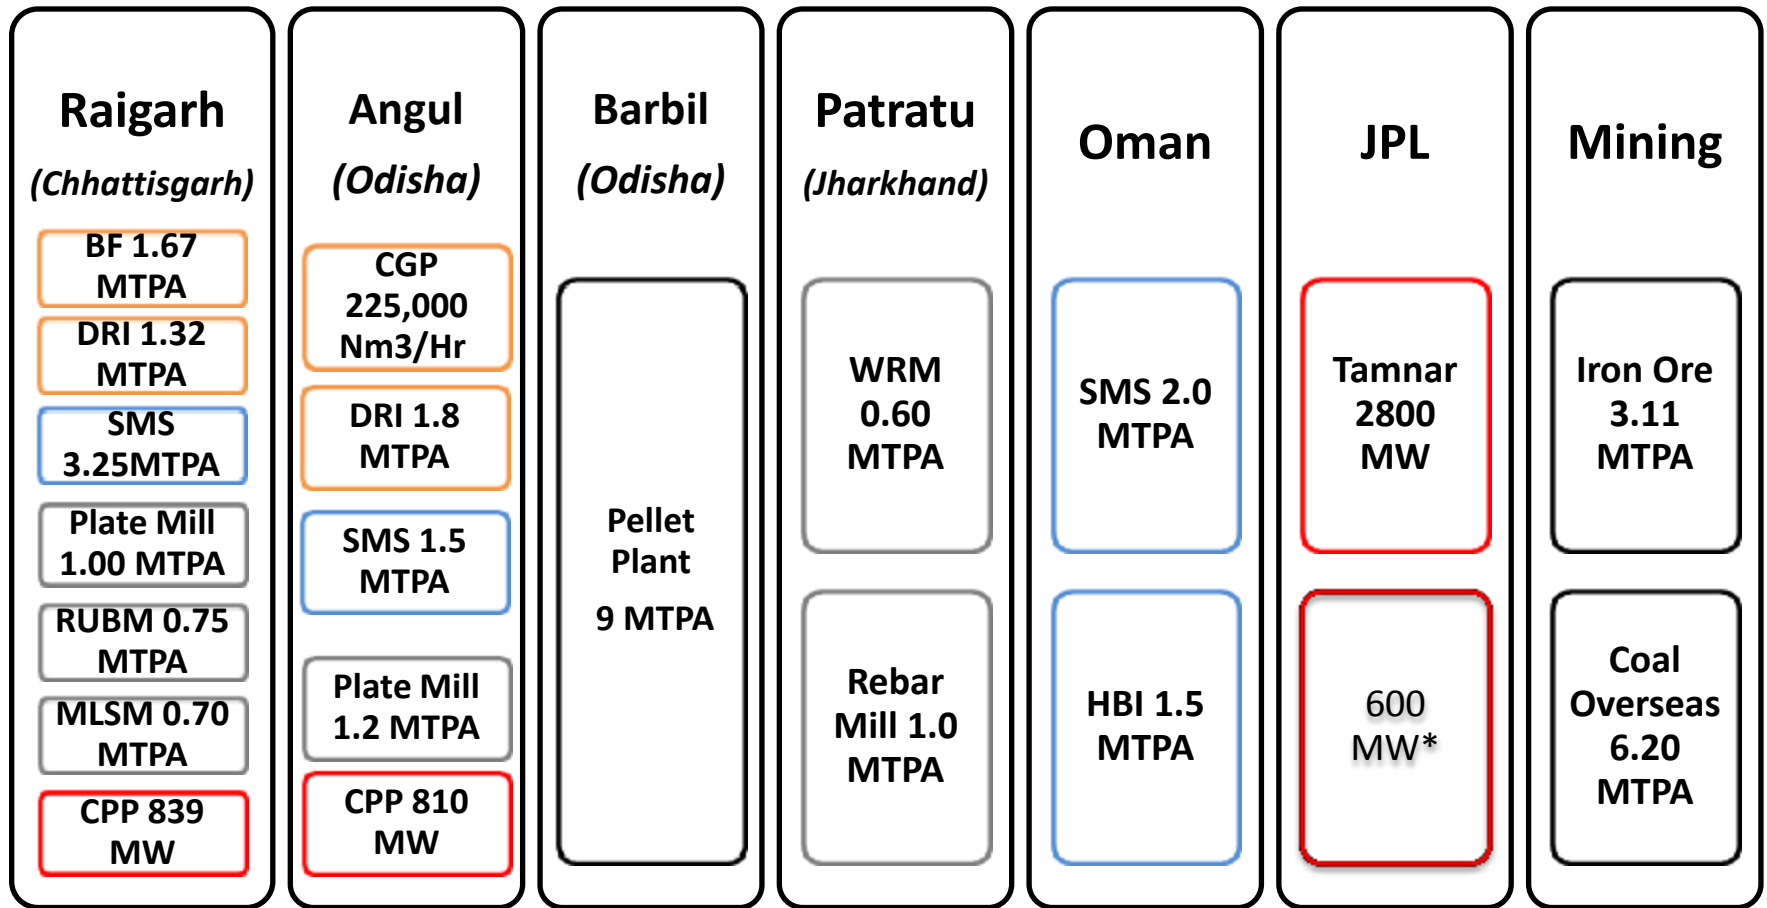 Raigarh
(Chhattisgarh)
BF 1.67
MTPA
DRI 1.32
MTPA
SMS
3.25MTPA
Plate Mill
1.00 MTPA
RUBM 0.75
MTPA
MLSM 0.70
MTPA
CPP 839
MW
Angul
(Odisha)
CGP
225,000
Nm3/Hr
DRI 1.8
MTPA
SMS 1.5
MTPA
Plate Mill
1.2 MTPA
CPP 810
MW
Barbil
(Odisha)
Pellet
Plant
9 MTPA
Patratu
(Jharkhand)
WRM
0.60
MTPA
Rebar
Mill 1.0
MTPA
Oman
SMS 2.0
MTPA
HBI 1.5
MTPA
JPL
Tamnar
2800
MW
600
MW*
Mining
Iron Ore
3.11
MTPA
Coal
Overseas
6.20
MTPA